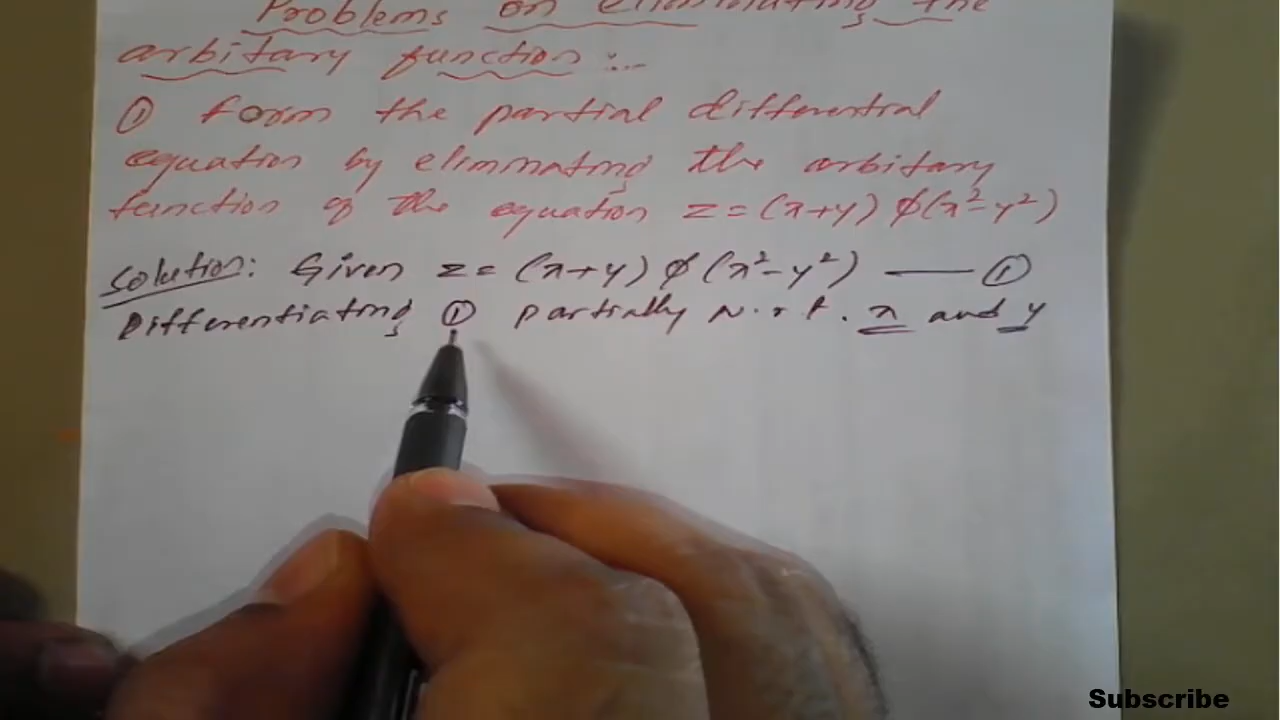 Problems on eliminating the
arbitary function :-
① Form the partial differential
equation by eliminating the arbitary
function of the equation z = (x+y) ϕ(x²-y²)
Solution: Given z = (x+y) ϕ (x²-y²) —— ①
Differentiating ① partially w.r.t. x and y
Subscribe